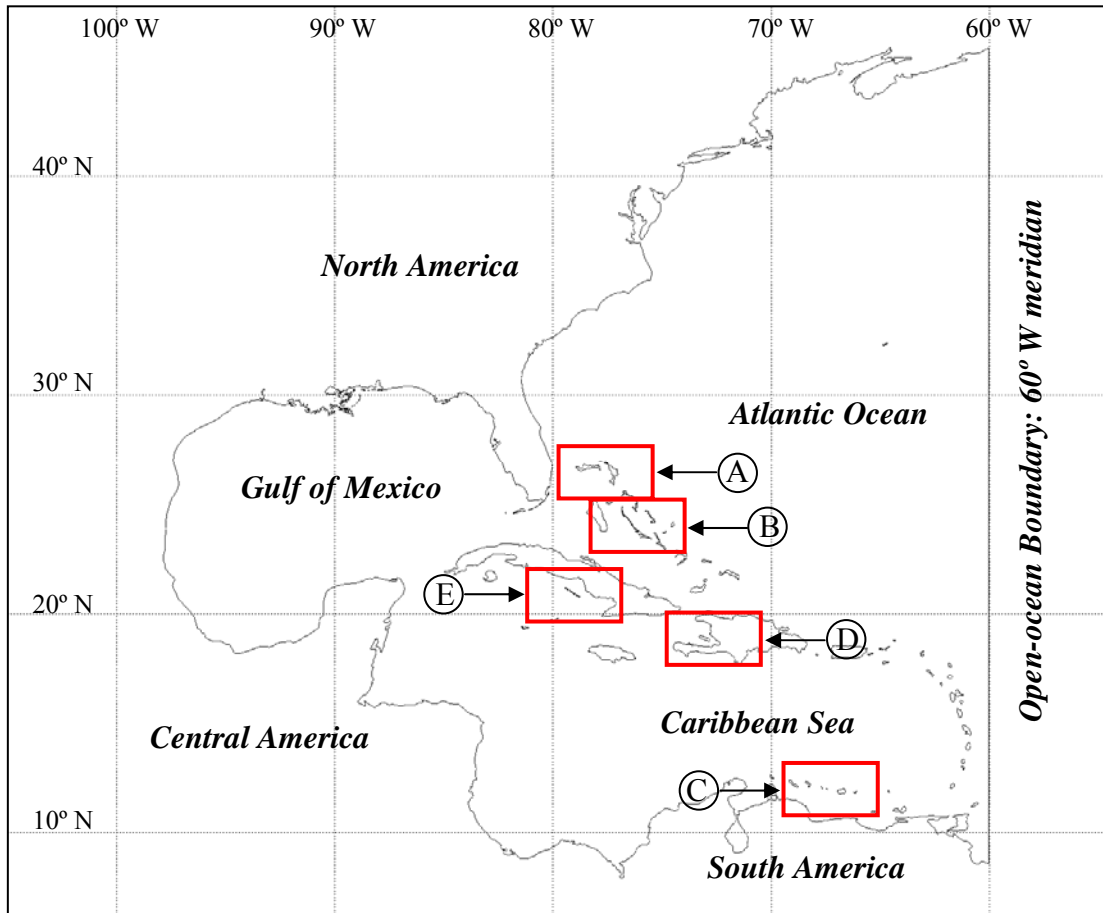 100º W 90º W 80º W 70º W 60º W
40º N
North America
30º N
Atlantic Ocean
Gulf of Mexico
A
B
E
20º N
D
Open-ocean Boundary: 60º W meridian
Central America
Caribbean Sea
C
10º N
South America